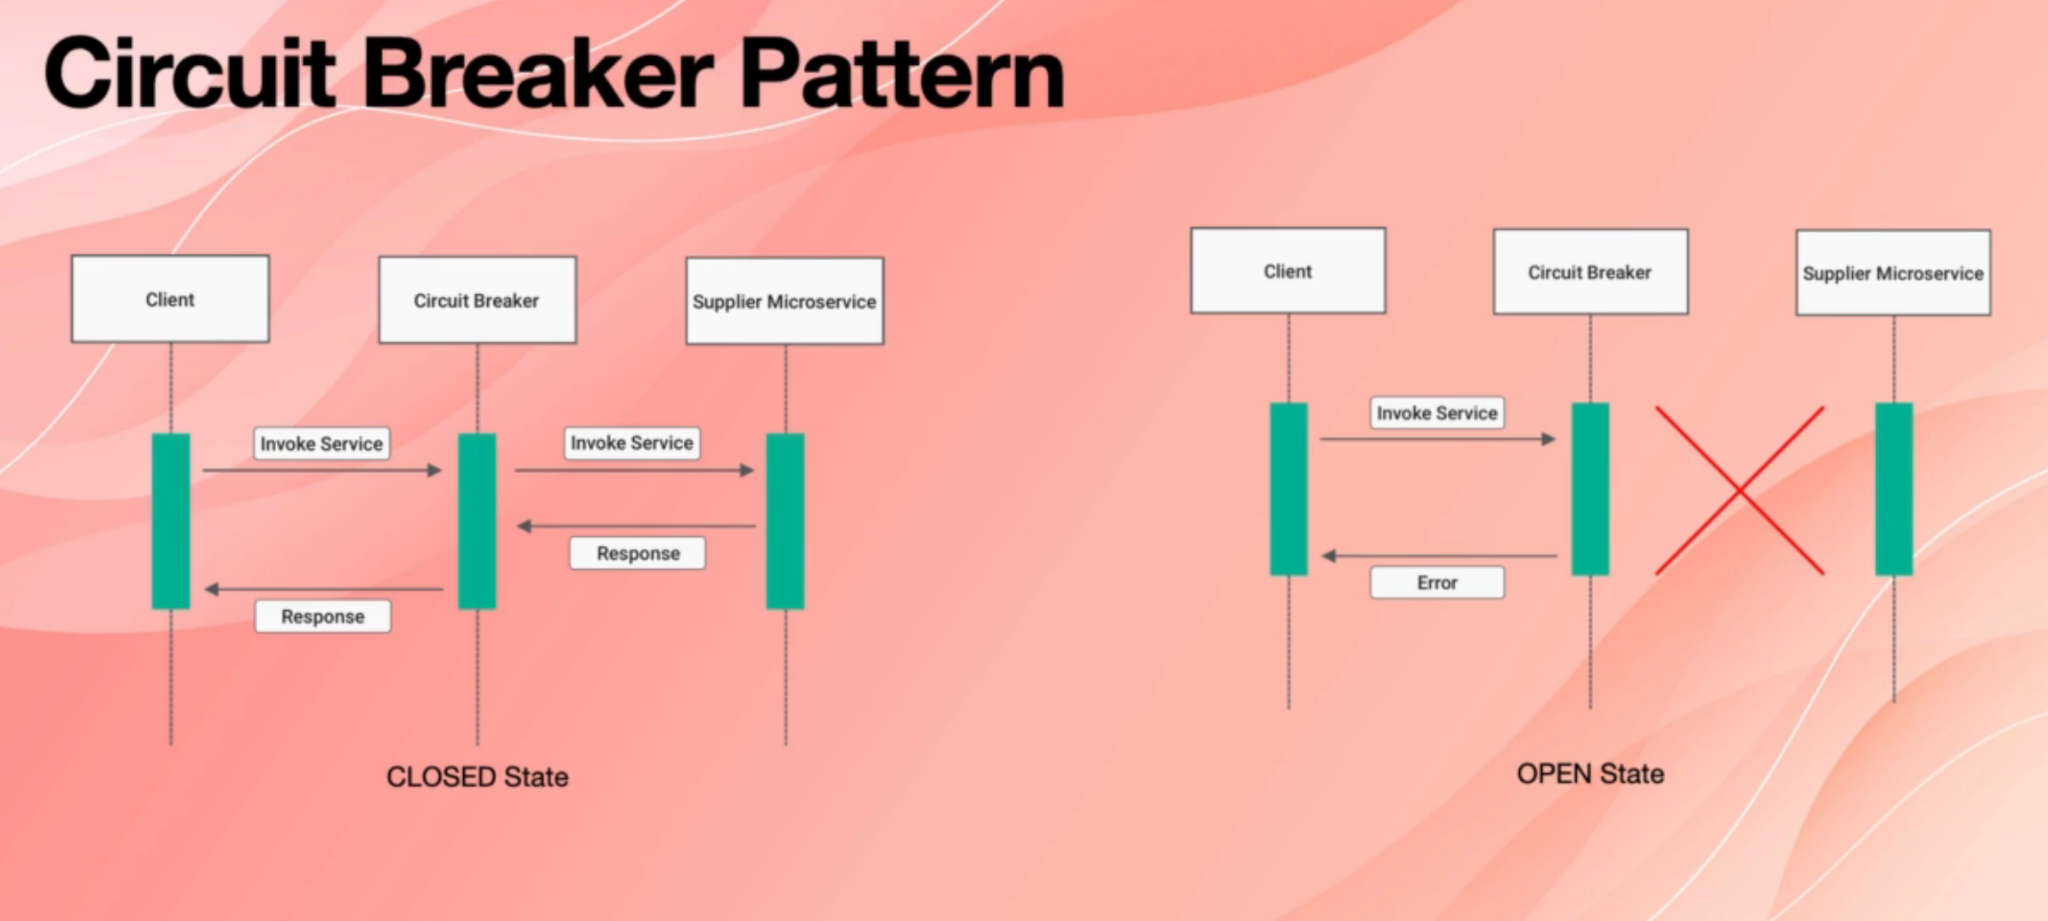 Circuit Breaker Pattern
Client
Circuit Breaker
Supplier Microservice
Invoke Service
Invoke Service
Response
Response
CLOSED State
Client
Circuit Breaker
Supplier Microservice
Invoke Service
Error
OPEN State